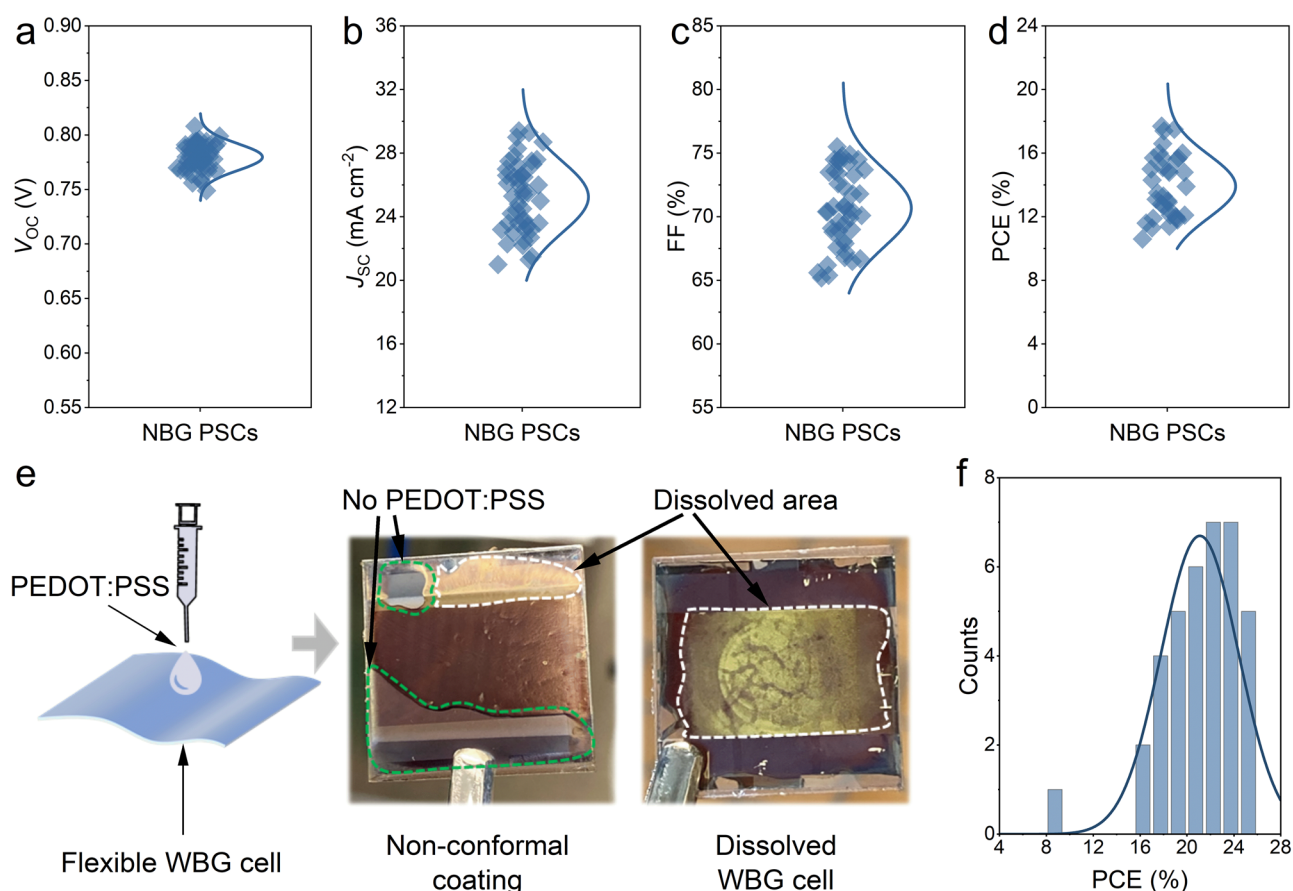 a
0.90
0.85
0.80
0.75
0.70
0.65
0.60
0.55
VOC (V)
NBG PSCs
b
36
32
28
24
20
16
12
JSC (mA cm−2)
NBG PSCs
c
85
80
75
70
65
60
55
FF (%)
NBG PSCs
d
24
20
16
12
8
4
0
PCE (%)
NBG PSCs
e
No PEDOT:PSS
Dissolved area
PEDOT:PSS
Flexible WBG cell
Non-conformal
coating
Dissolved
WBG cell
f
8
6
4
2
0
Counts
4 8 12 16 20 24 28
PCE (%)